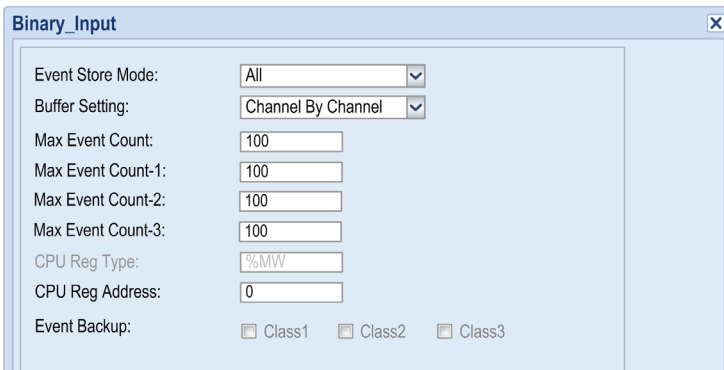 Binary_Input
Event Store Mode: All
Buffer Setting: Channel By Channel
Max Event Count: 100
Max Event Count-1: 100
Max Event Count-2: 100
Max Event Count-3: 100
CPU Reg Type: %MW
CPU Reg Address: 0
Event Backup: Class1 Class2 Class3